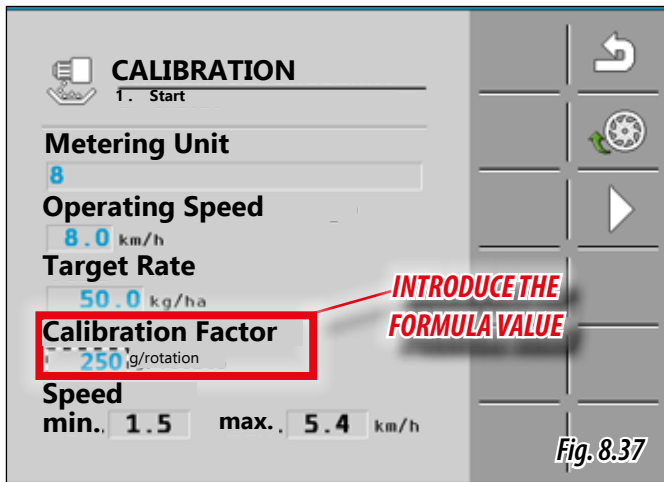 CALIBRATION
1. Start
Metering Unit
8
Operating Speed
8.0 km/h
Target Rate
50.0 kg/ha
INTRODUCE THE
FORMULA VALUE
Calibration Factor
250 g/rotation
Speed
min. 1.5 max. 5.4 km/h
Fig. 8.37